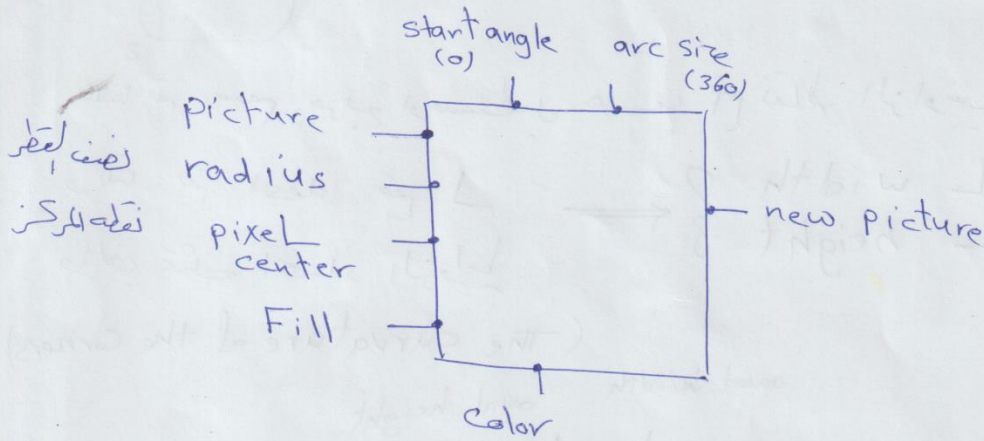 start angle
(0)
arc size
(360)
picture
نصف القطر
radius
نقطة المركز
pixel
center
Fill
new picture
Color